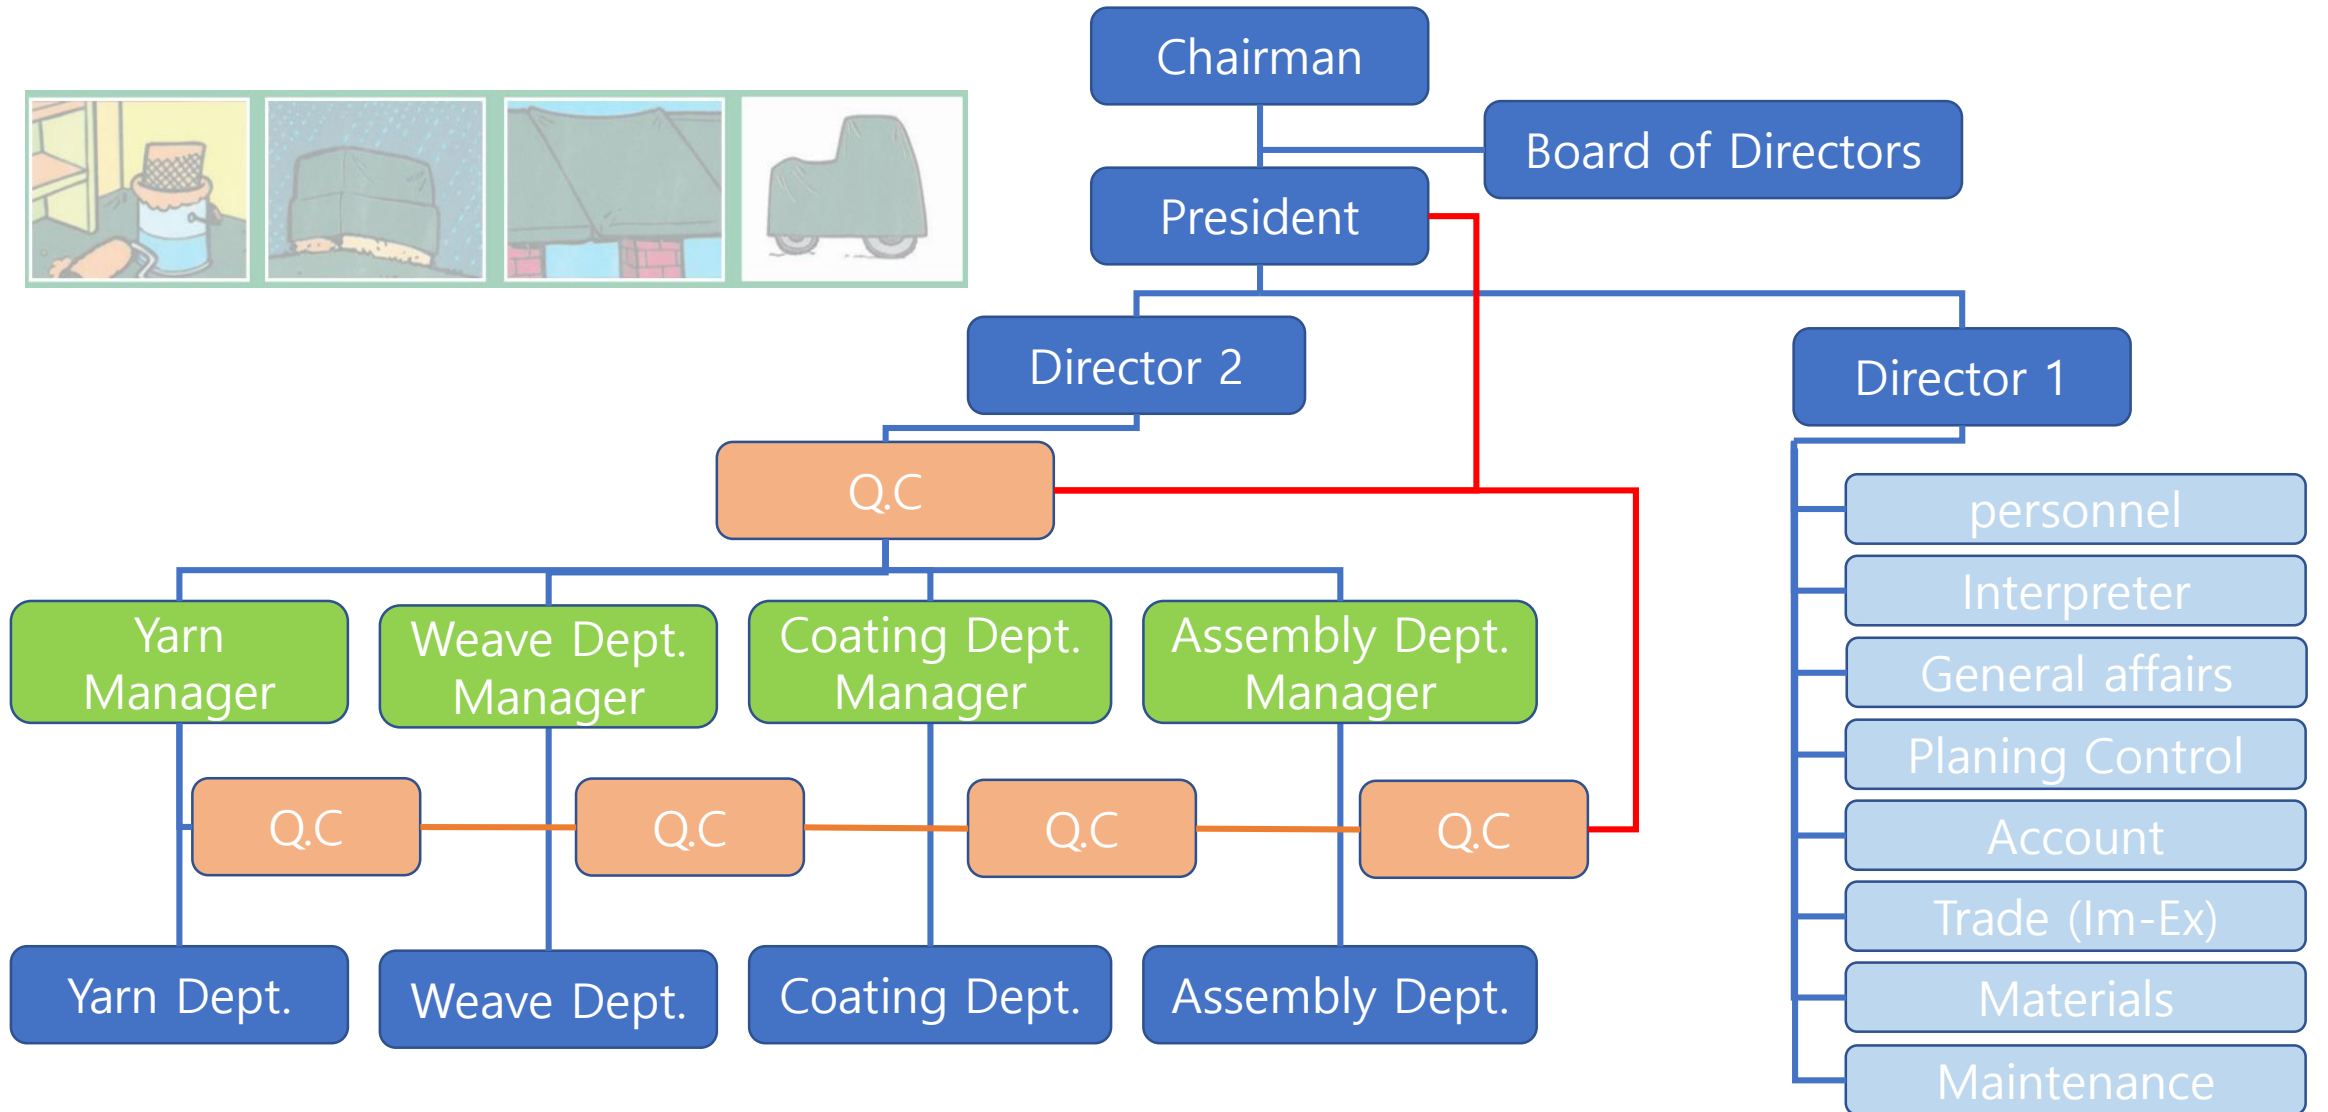 Chairman
Board of Directors
President
Director 2
Director 1
Q.C
personnel
Interpreter
General affairs
Planing Control
Account
Trade (Im-Ex)
Materials
Maintenance
Yarn
Manager
Weave Dept.
Manager
Coating Dept.
Manager
Assembly Dept.
Manager
Q.C
Q.C
Q.C
Q.C
Yarn Dept.
Weave Dept.
Coating Dept.
Assembly Dept.